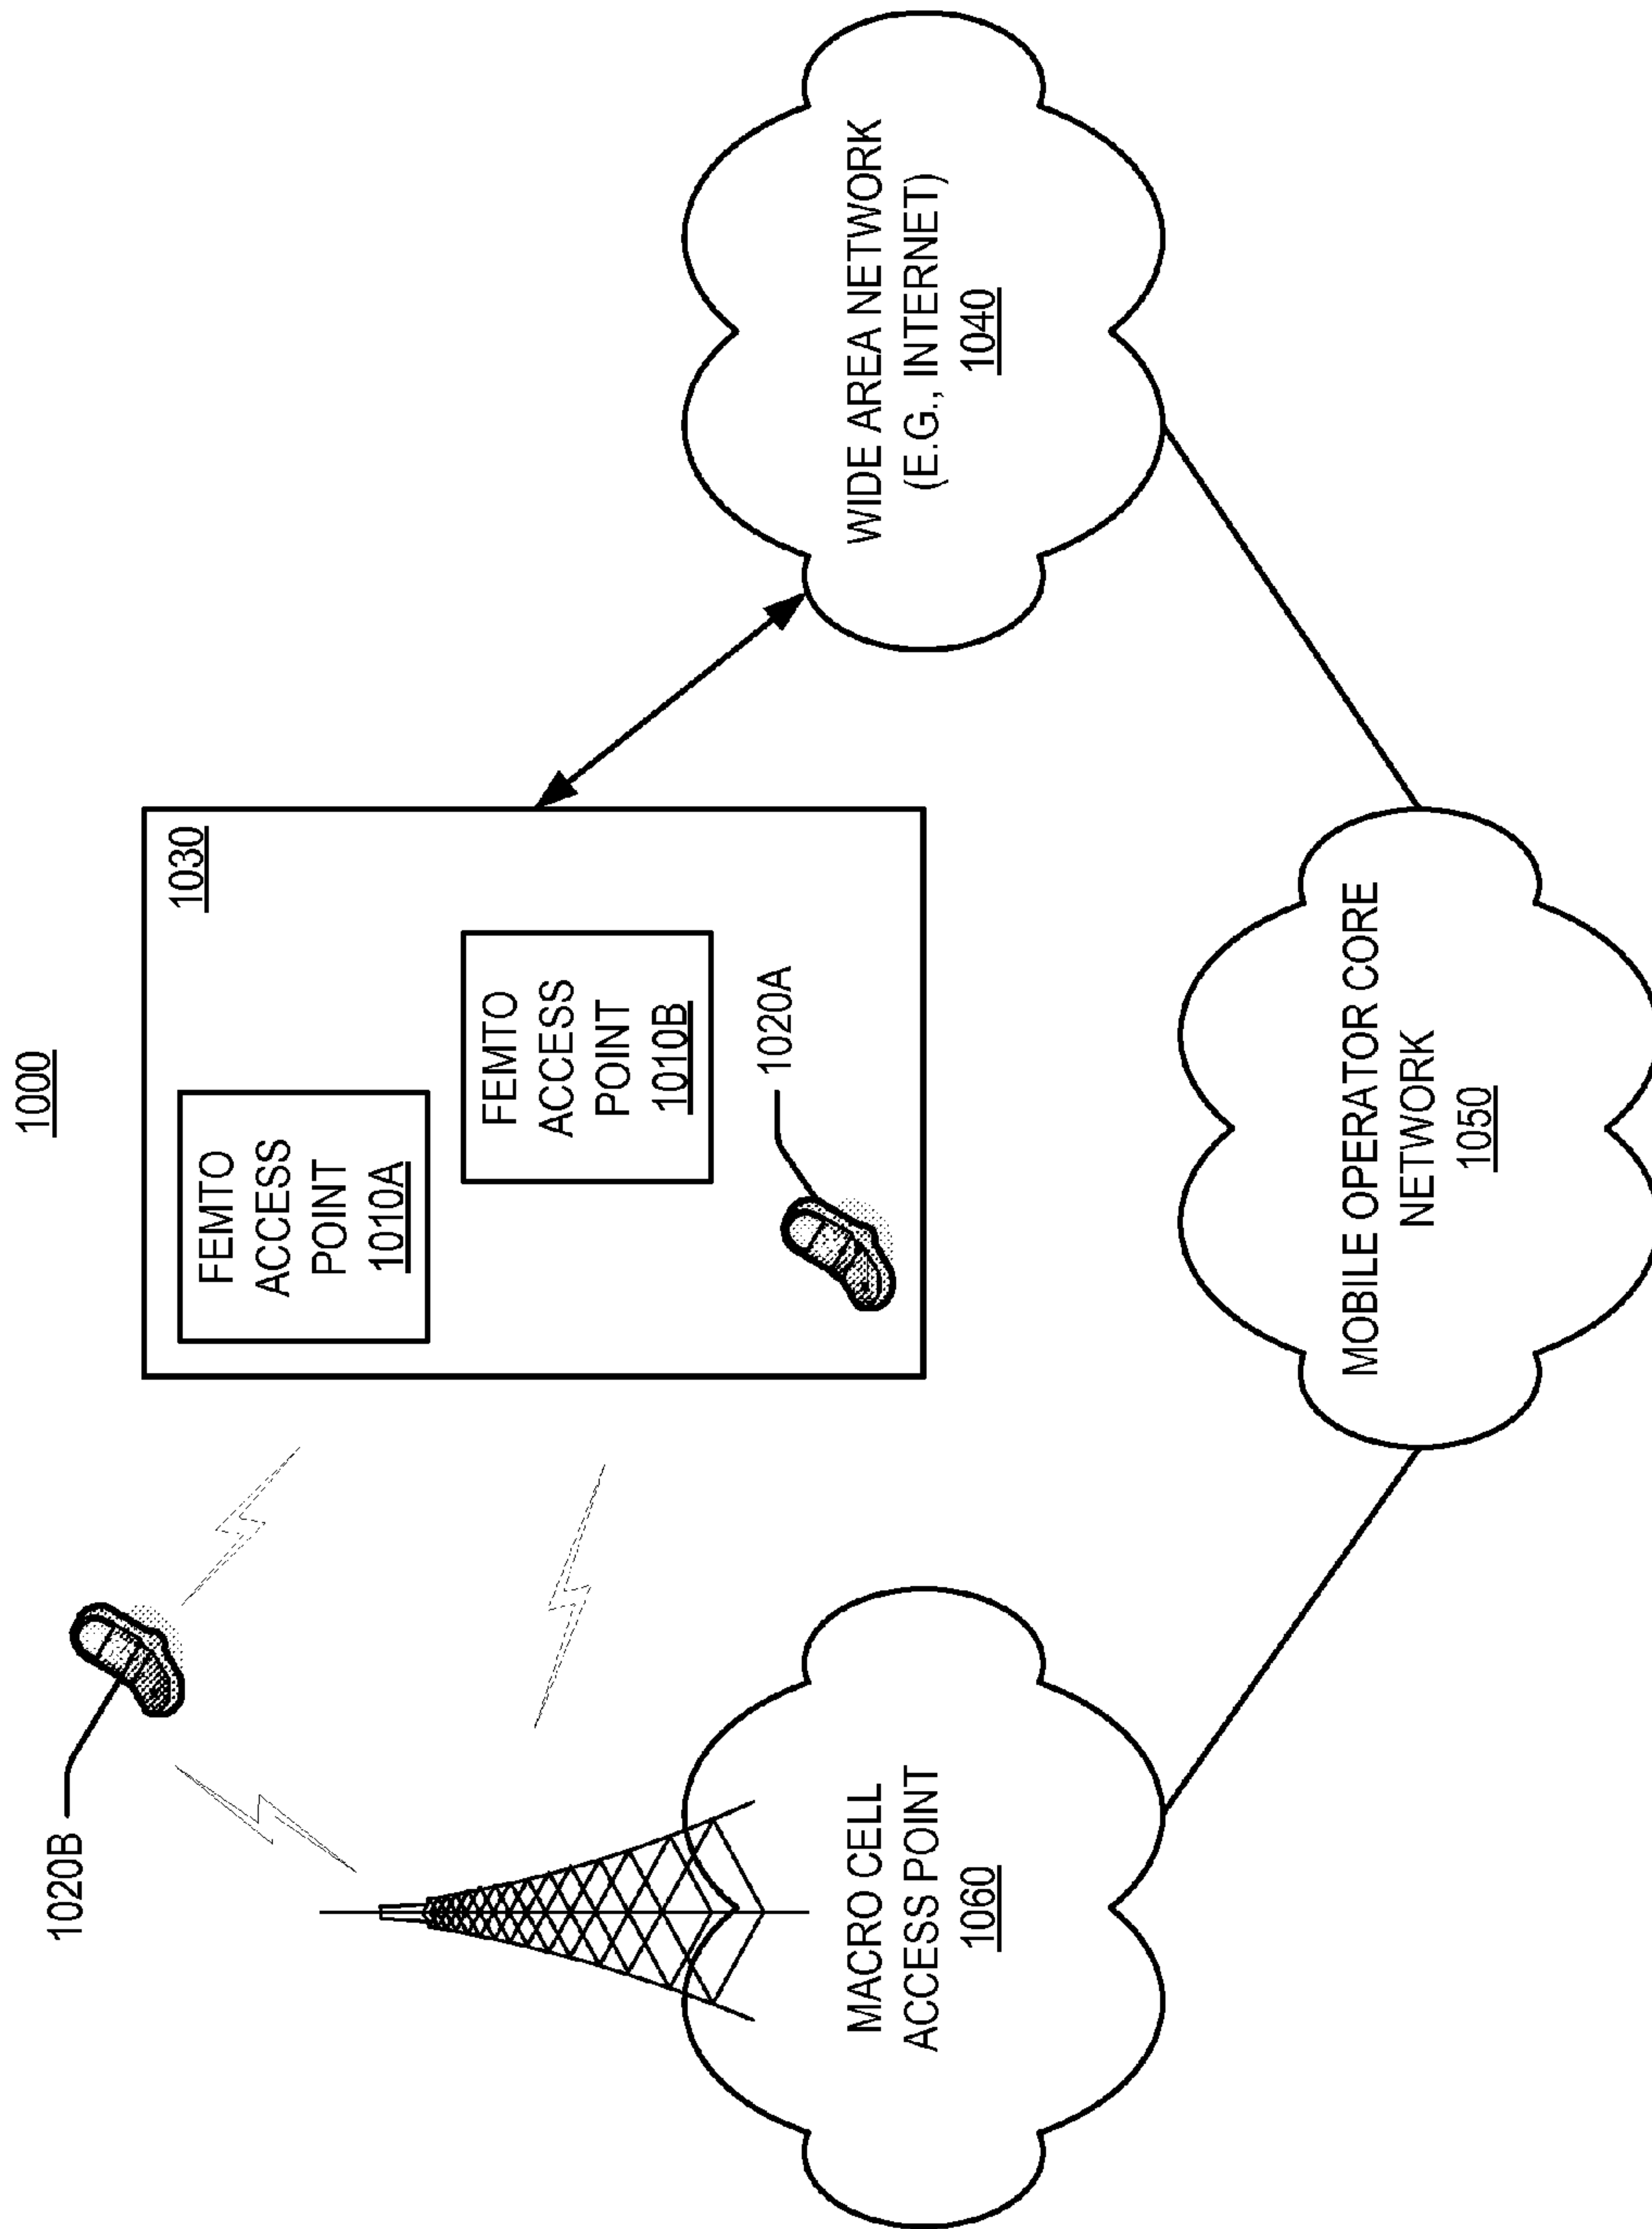 1000
1020B
FEMTO
ACCESS
POINT
1010A
1030
FEMTO
ACCESS
POINT
1010B
1020A
MACRO CELL
ACCESS POINT
1060
WIDE AREA NETWORK
(E.G., INTERNET)
1040
MOBILE OPERATOR CORE
NETWORK
1050